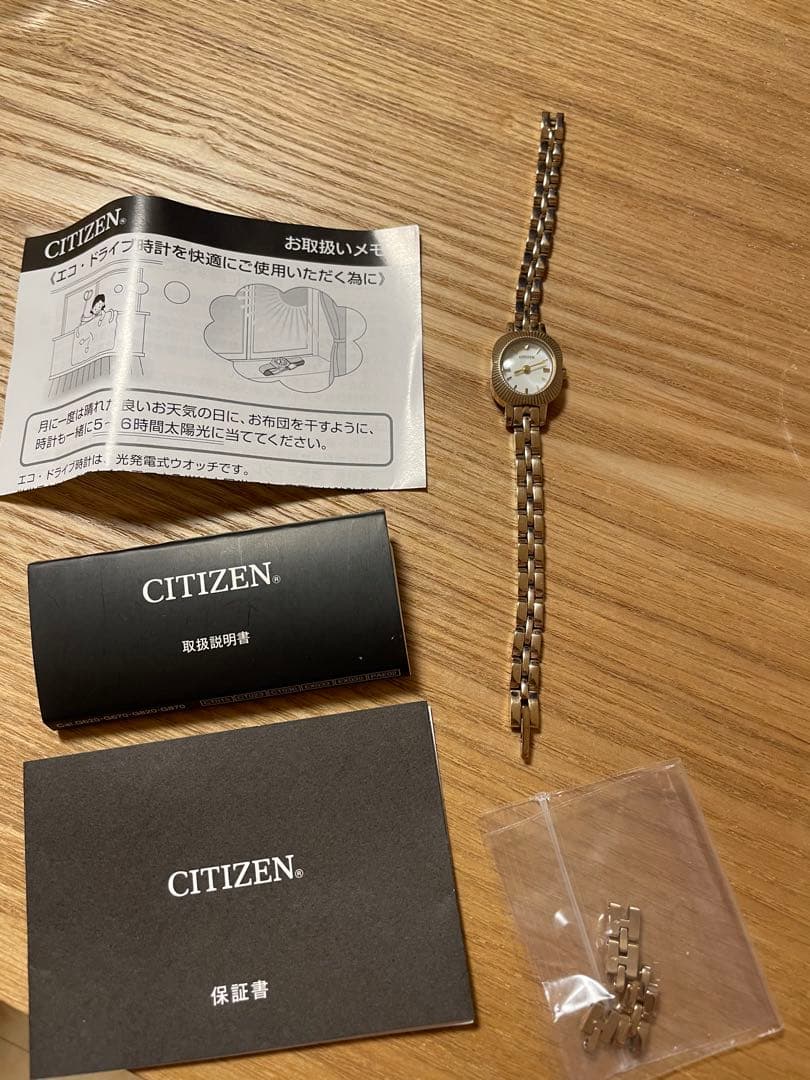 CITIZEN®
お取扱いメモ
《エコ・ドライブ時計を快適にご使用いただく為に》
月に一度は晴れた良いお天気の日に、お布団を干すように、
時計も一緒に5～6時間太陽光に当ててください。
エコ・ドライブ時計は、光発電式ウオッチです。
CITIZEN
CITIZEN®
取扱説明書
CITIZEN®
保証書